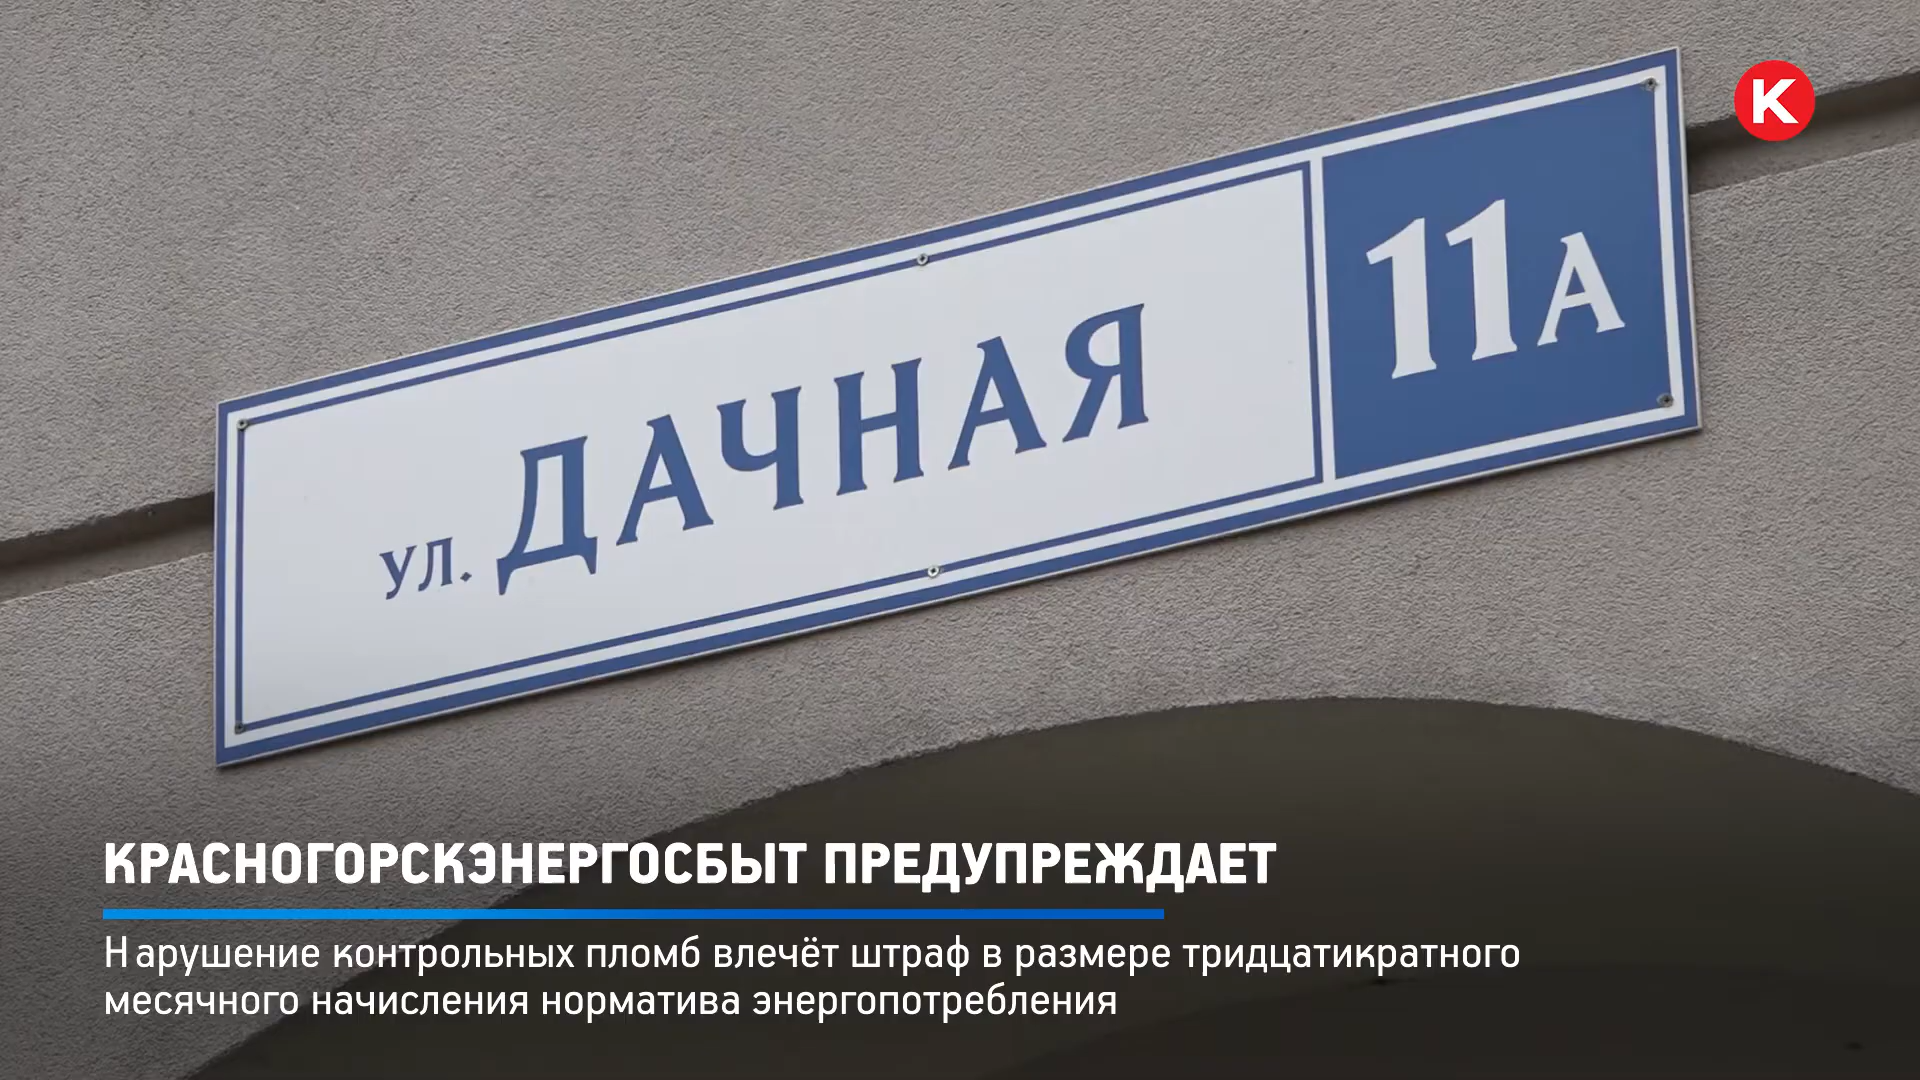 К
ул. ДАЧНАЯ 11А
КРАСНОГОРСКЭНЕРГОСБЫТ ПРЕДУПРЕЖДАЕТ
Нарушение контрольных пломб влечёт штраф в размере тридцатикратного
месячного начисления норматива энергопотребления